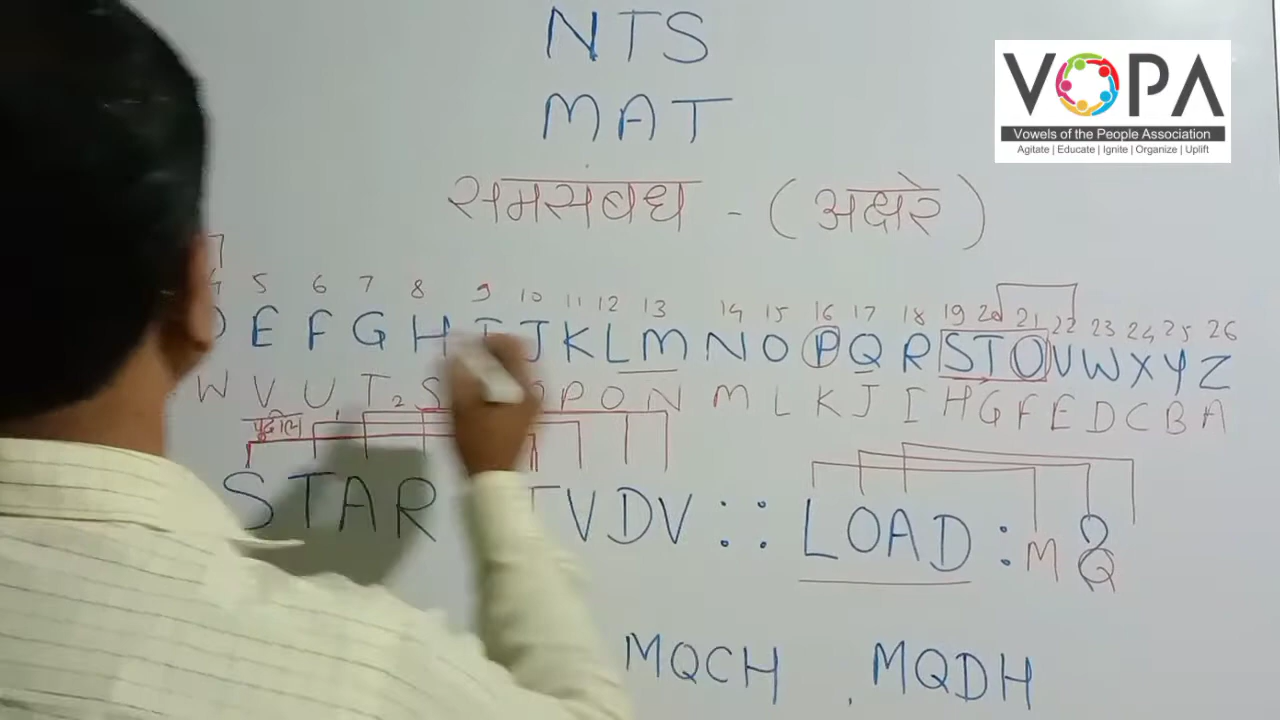 NTS
VOPA
Vowels of the People Association
Agitate | Educate | Ignite | Organize | Uplift
MAT
समसंबंध - (अक्षरे)
5 6 7 8 9 10 11 12 13 14 15 16 17 18 19 20 21 22 23 24 25 26
E F G H I J K L M N O P Q R S T U V W X Y Z
W V U T S P O N M L K J I H G F E D C B A
1 2
STAR TVDV :: LOAD : ?
M Q
MQCH , MQDH